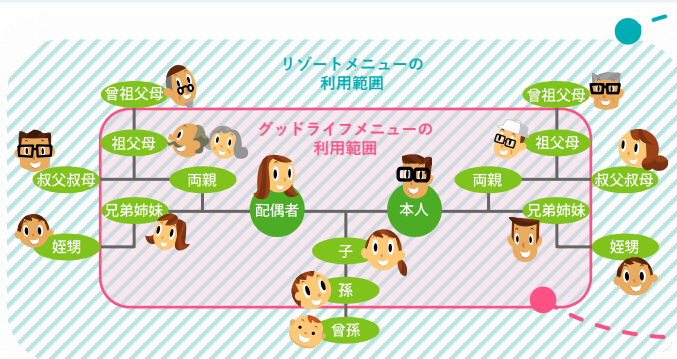 リゾートメニューの
利用範囲
曾祖父母
曾祖父母
グッドライフメニューの
利用範囲
祖父母
祖父母
叔父叔母
両親
両親
叔父叔母
兄弟姉妹
配偶者
本人
兄弟姉妹
姪甥
子
姪甥
孫
曾孫